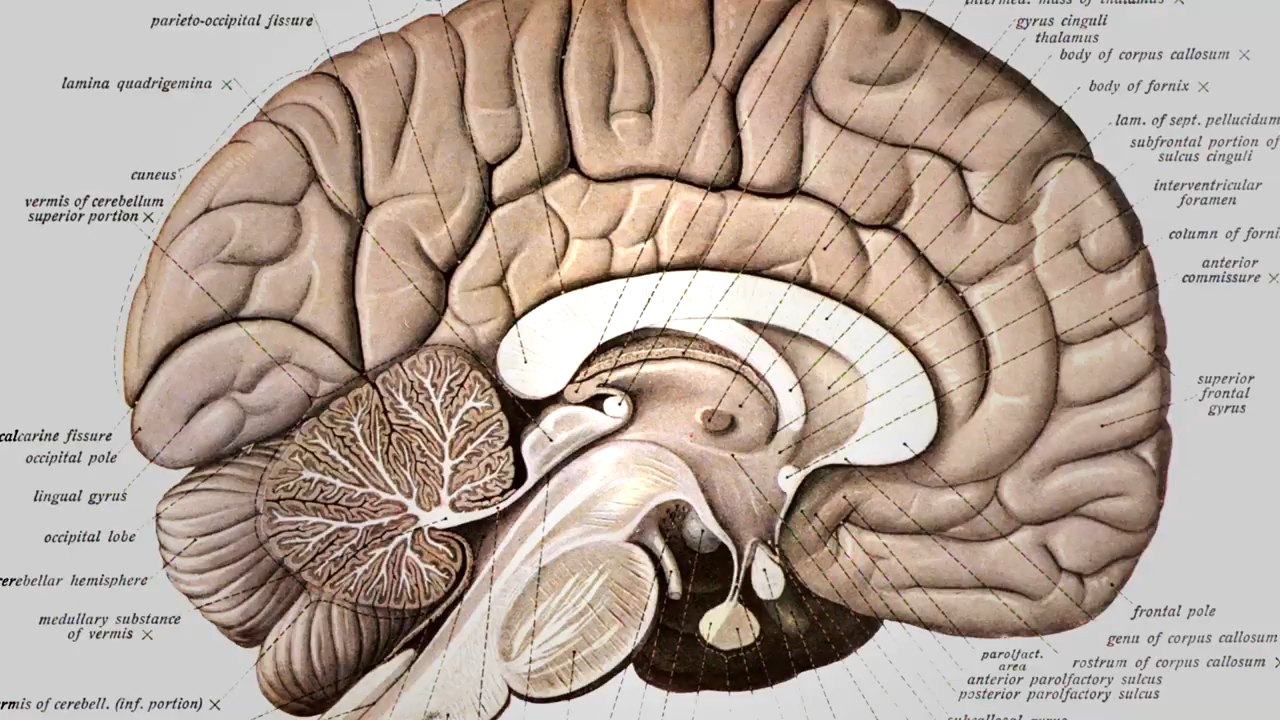 parieto-occipital fissure
lamina quadrigemina ×
cuneus
vermis of cerebellum
superior portion ×
calcarine fissure
occipital pole
lingual gyrus
occipital lobe
cerebellar hemisphere
medullary substance
of vermis ×
rmis of cerebell. (inf. portion) ×
intermed. mass of thalamus ×
gyrus cinguli
thalamus
body of corpus callosum ×
body of fornix ×
lam. of sept. pellucidum
subfrontal portion of
sulcus cinguli
interventricular
foramen
column of forni
anterior
commissure ×
superior
frontal
gyrus
frontal pole
genu of corpus callosum
parolfact.
area
rostrum of corpus callosum ×
anterior parolfactory sulcus
posterior parolfactory sulcus